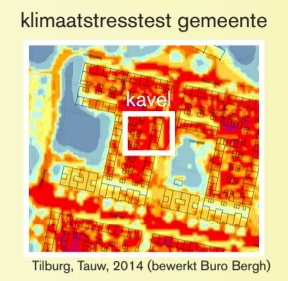 klimaatstresstest gemeente
kavel
Tilburg, Tauw, 2014 (bewerkt Buro Bergh)